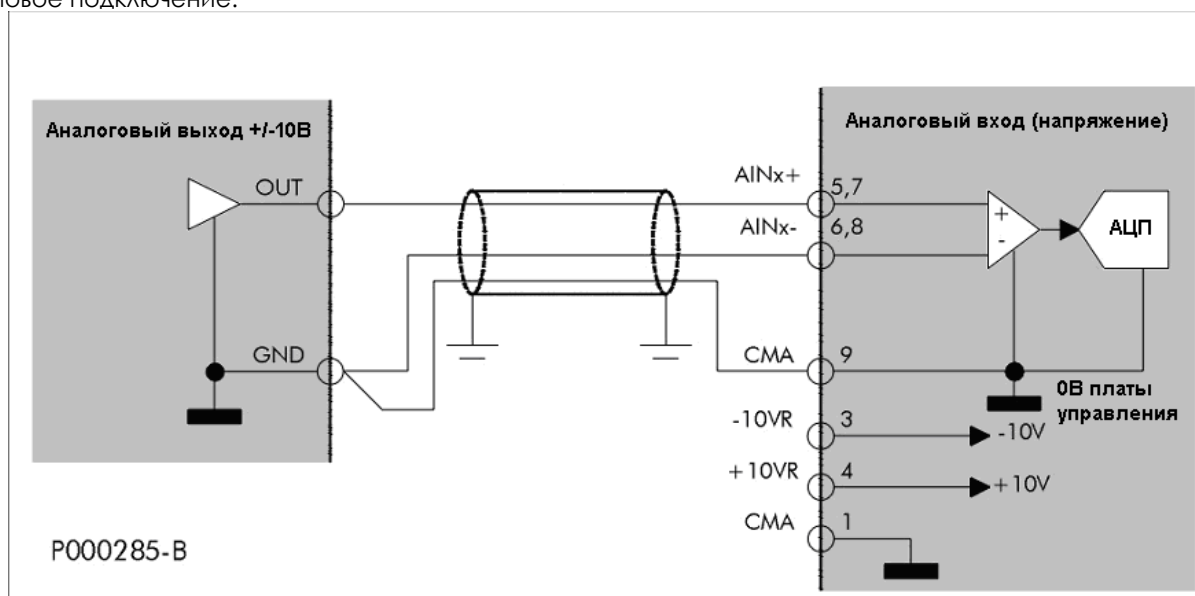 подключение:
Аналоговый выход +/-10В
Аналоговый вход (напряжение)
OUT
AINx+
5,7
AINx-
6,8
+
-
АЦП
GND
CMA
9
0В платы
управления
-10VR
3
-10V
+10VR
4
+10V
CMA
1
P000285-B